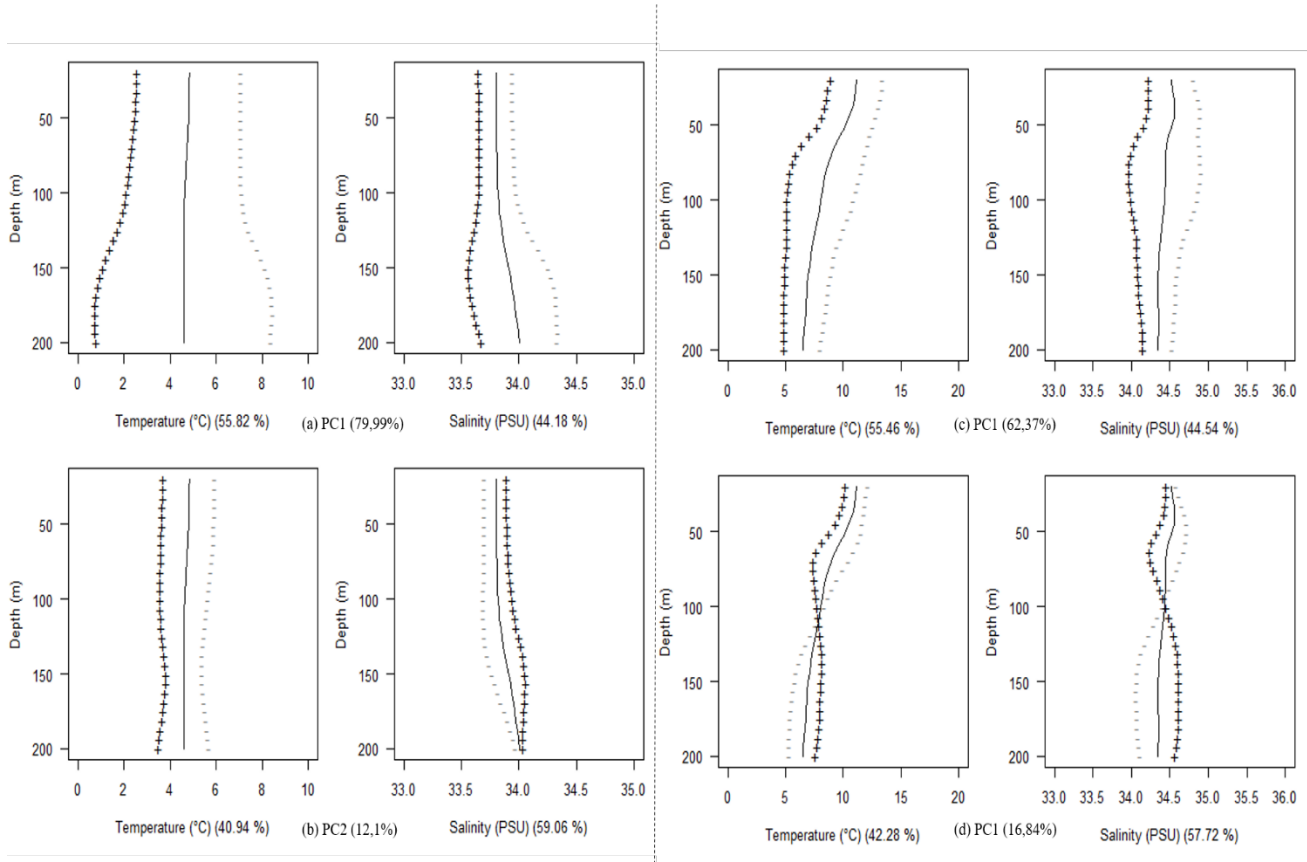 50
100
150
200
Depth (m)
0 2 4 6 8 10
Temperature (°C) (55.82 %)
50
100
150
200
Depth (m)
33.0 33.5 34.0 34.5 35.0
Salinity (PSU) (44.18 %)
(a) PC1 (79,99%)
50
100
150
200
Depth (m)
0 5 10 15 20
Temperature (°C) (55.46 %)
50
100
150
200
Depth (m)
33.0 33.5 34.0 34.5 35.0 35.5 36.0
Salinity (PSU) (44.54 %)
(c) PC1 (62,37%)
50
100
150
200
Depth (m)
0 2 4 6 8 10
Temperature (°C) (40.94 %)
50
100
150
200
Depth (m)
33.0 33.5 34.0 34.5 35.0
Salinity (PSU) (59.06 %)
(b) PC2 (12,1%)
50
100
150
200
Depth (m)
0 5 10 15 20
Temperature (°C) (42.28 %)
50
100
150
200
Depth (m)
33.0 33.5 34.0 34.5 35.0 35.5 36.0
Salinity (PSU) (57.72 %)
(d) PC1 (16,84%)